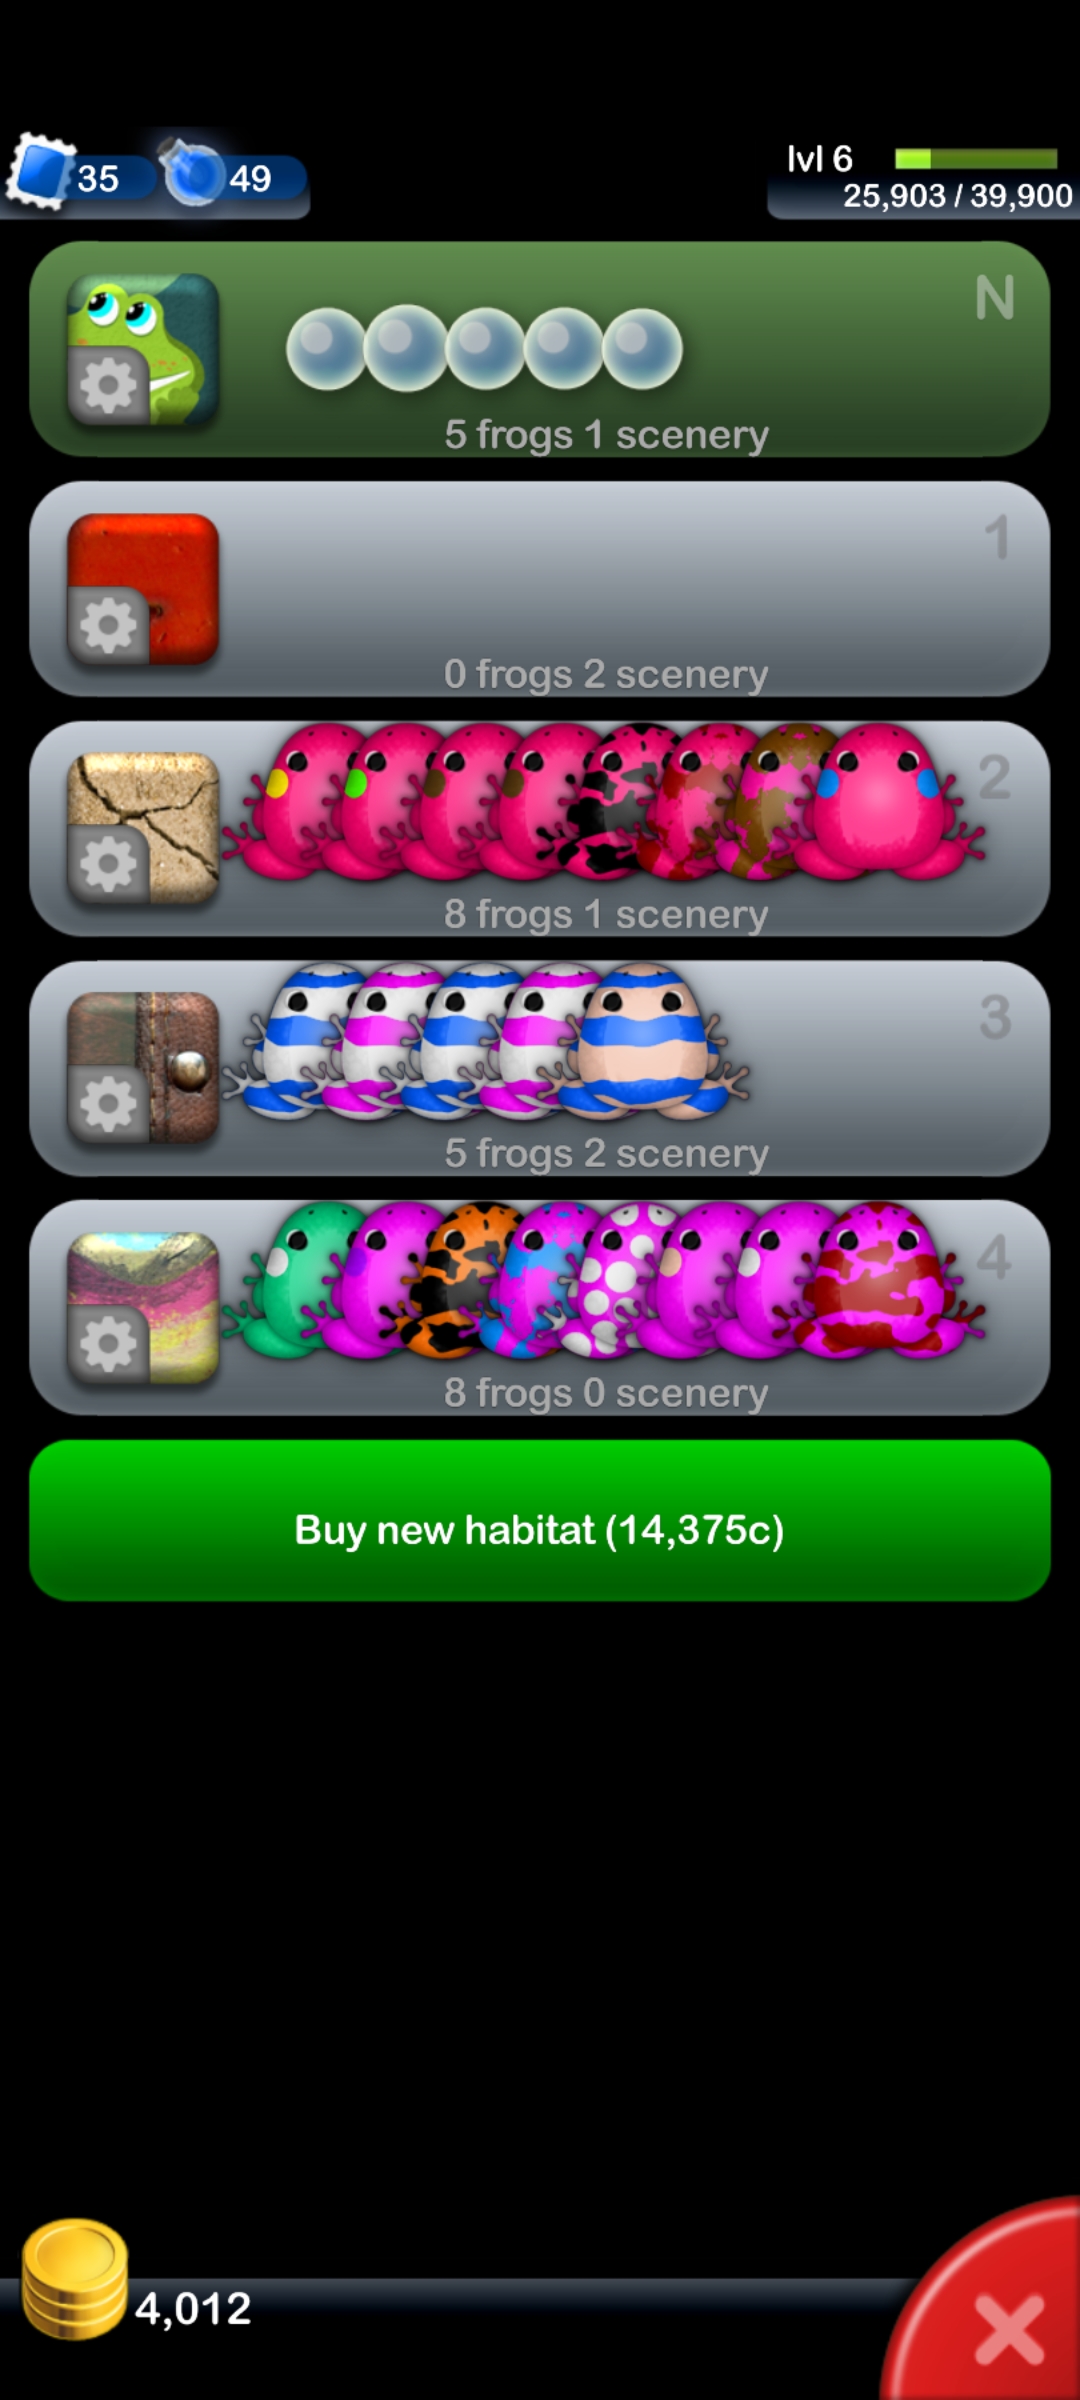 35
49
lvl 6
25,903 / 39,900
N
5 frogs 1 scenery
1
0 frogs 2 scenery
2
8 frogs 1 scenery
3
5 frogs 2 scenery
4
8 frogs 0 scenery
Buy new habitat (14,375c)
4,012